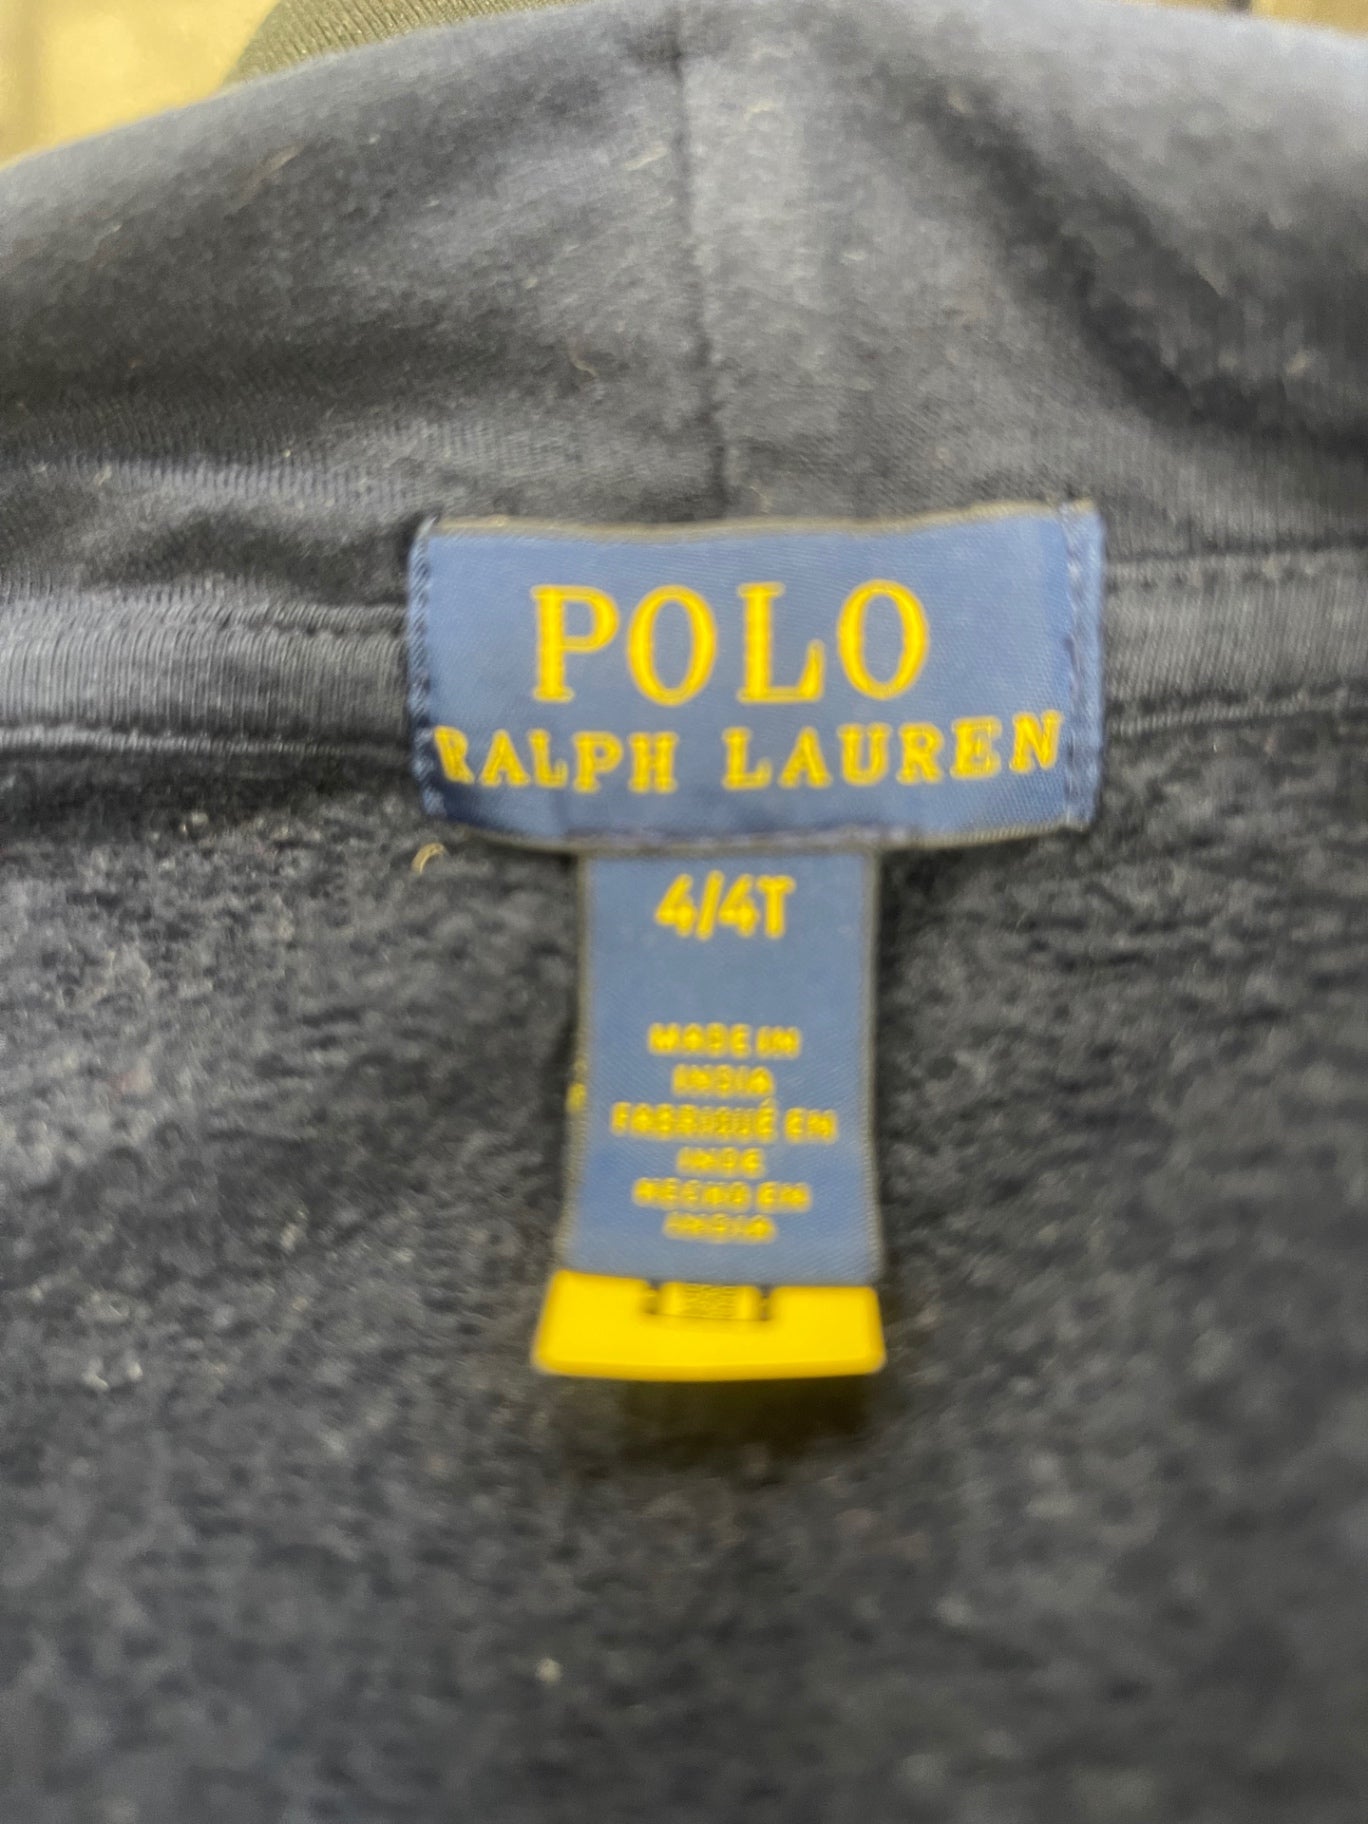 POLO
RALPH LAUREN
4/4T
MADE IN
INDIA
FABRIQUÉ EN
INDE
HECHO EN
INDIA